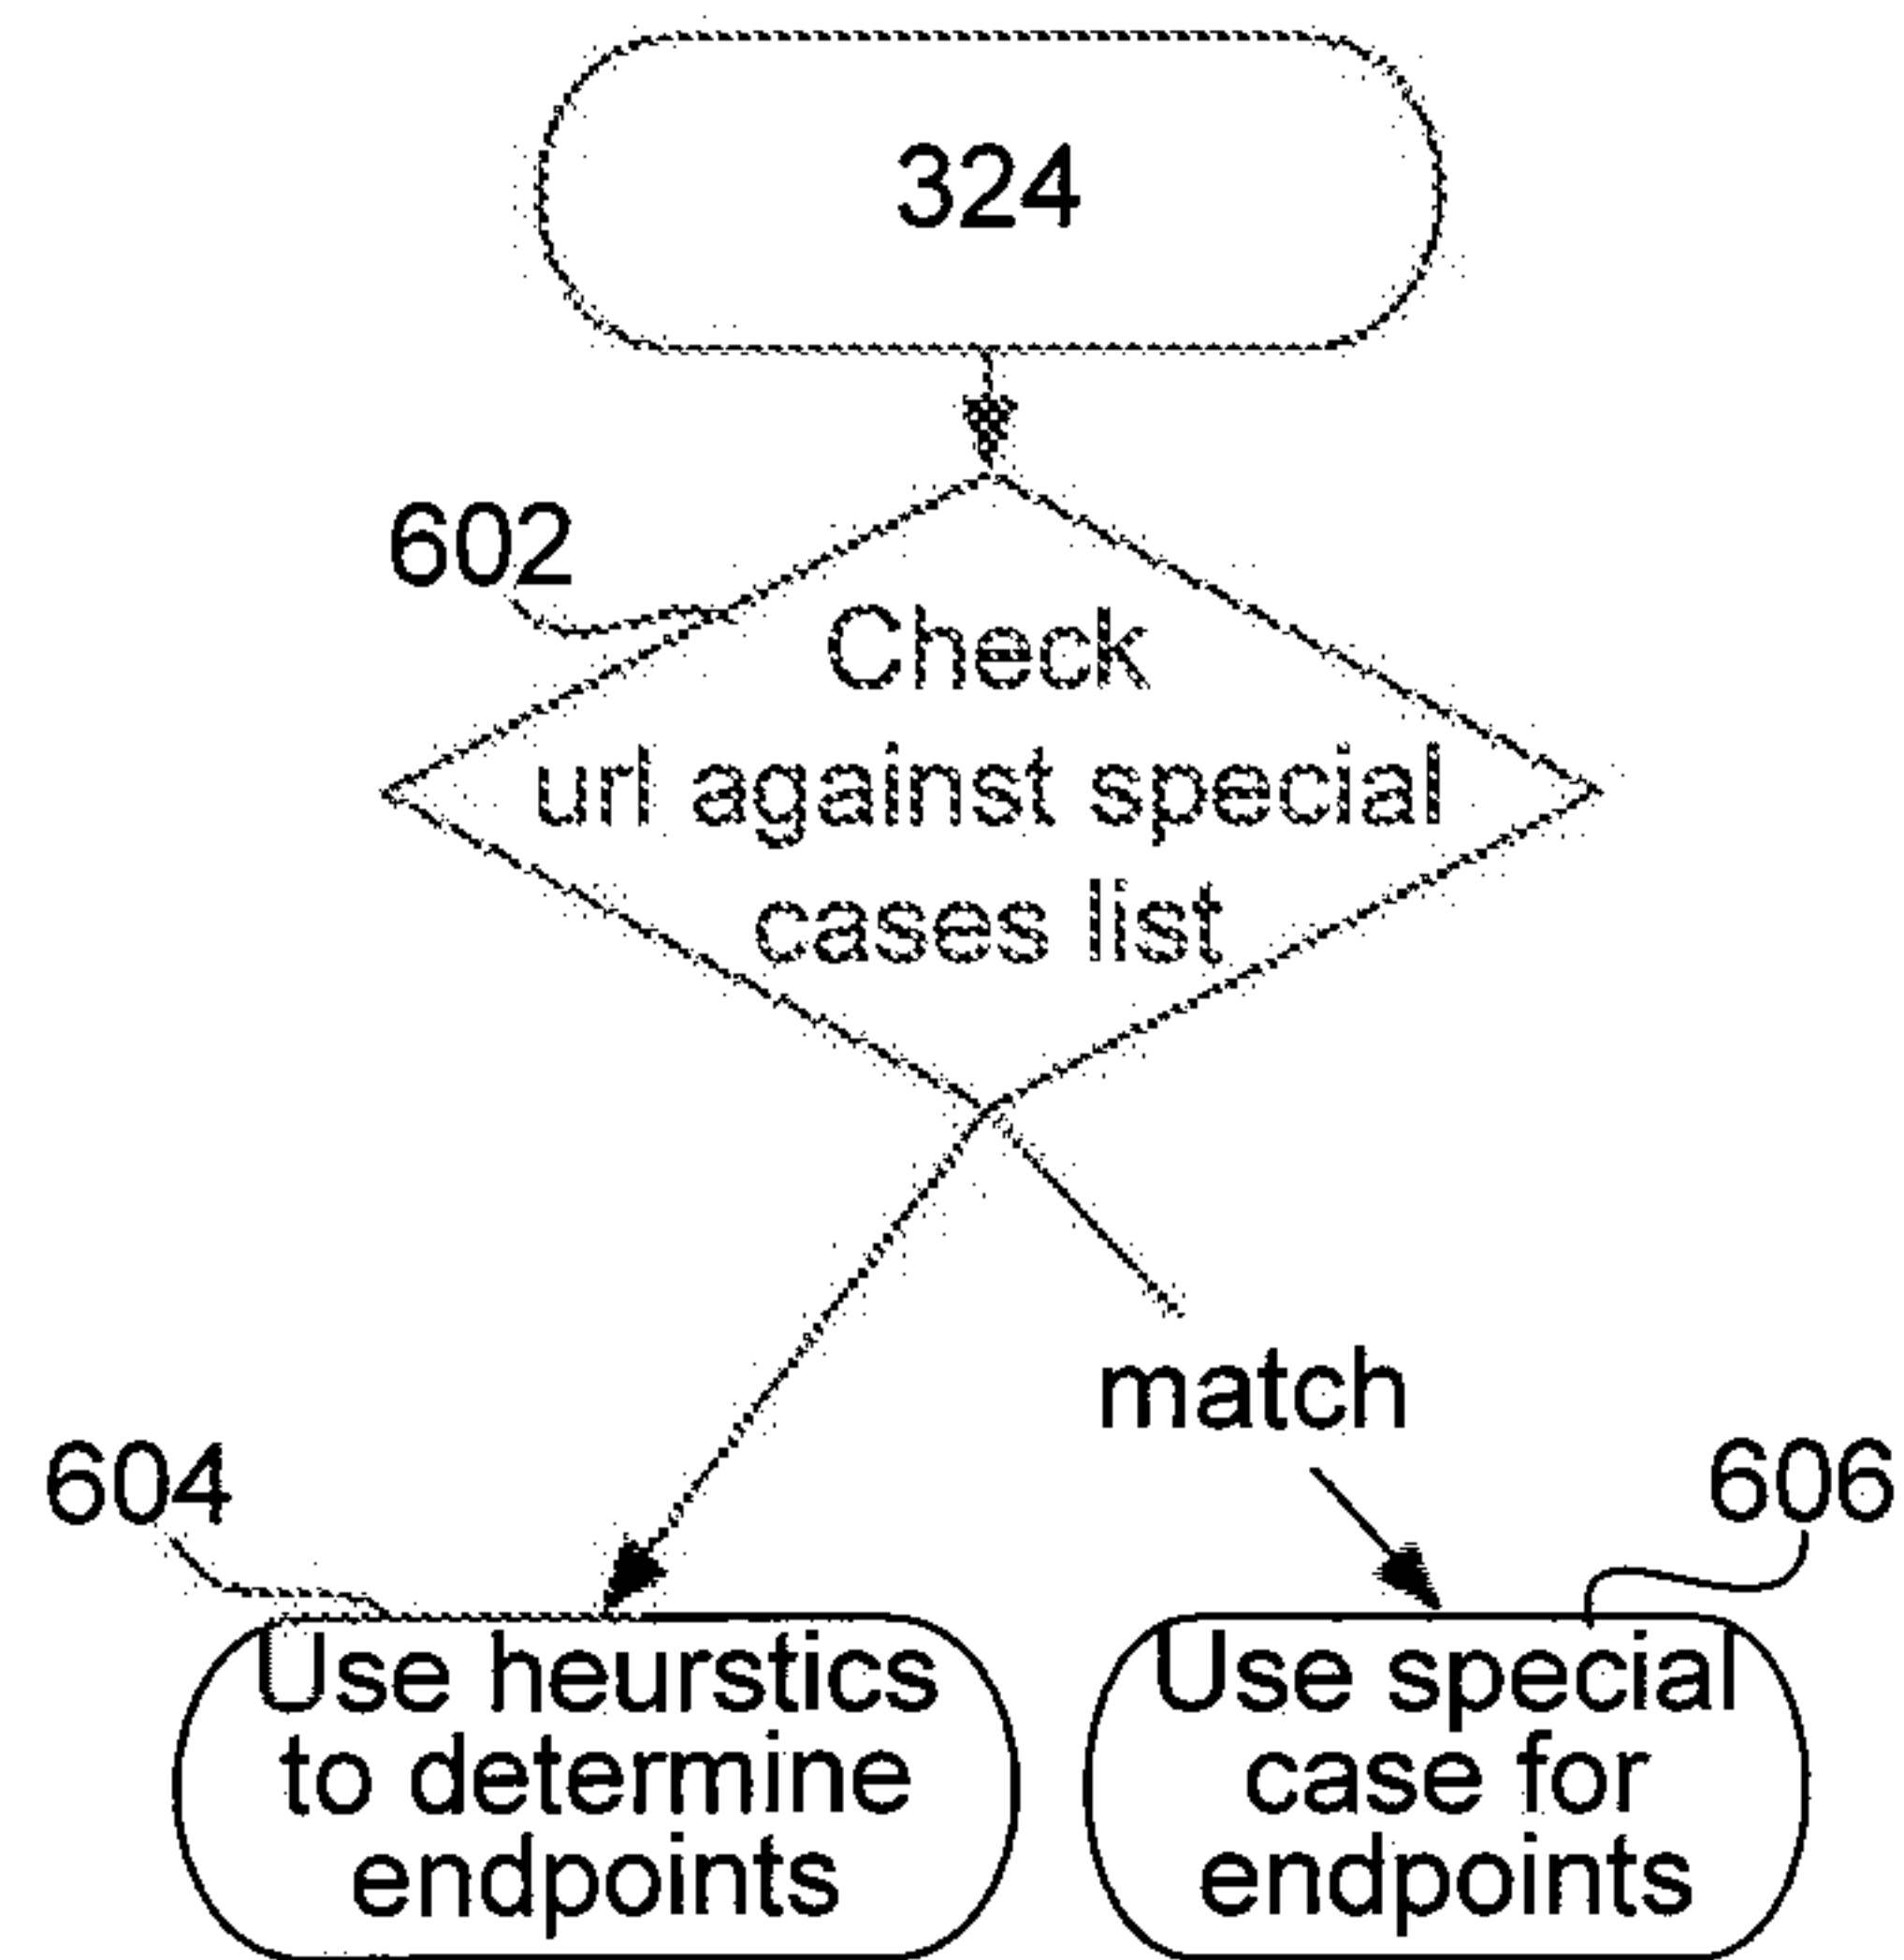 324
602
Check
url against special
cases list
match
604
606
Use heurstics
to determine
endpoints
Use special
case for
endpoints